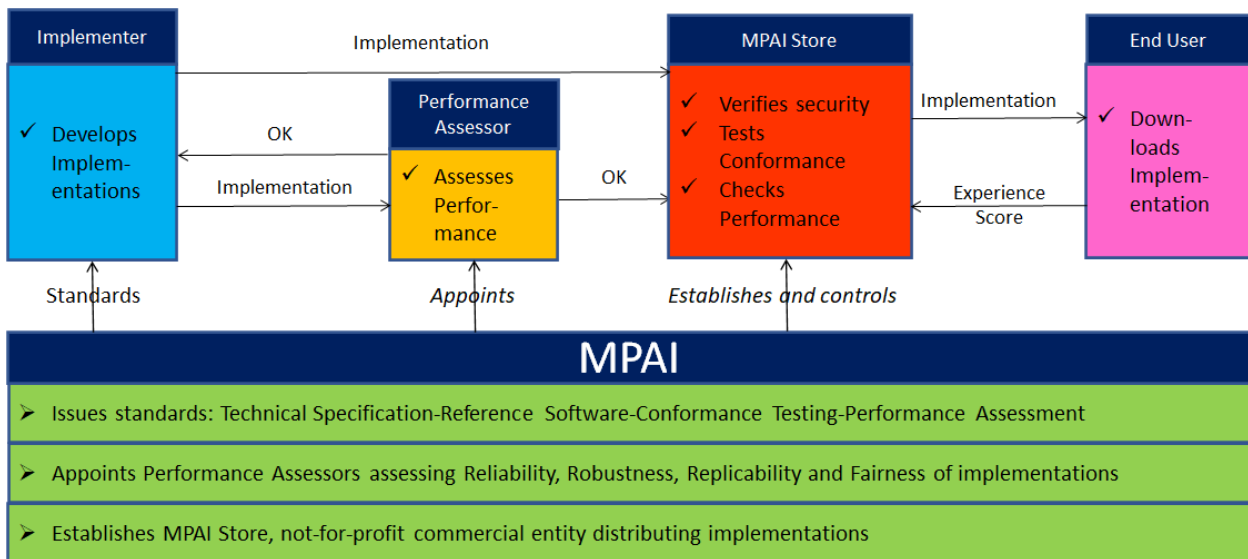 Implementer
Implementation
MPAI Store
End User
Performance
Assessor
✓ Develops
Implem-
entations
OK
Implementation
✓ Assesses
Perfor-
mance
OK
✓ Verifies security
✓ Tests
Conformance
✓ Checks
Performance
Implementation
Experience
Score
✓ Down-
loads
Implem-
entation
Standards
Appoints
Establishes and controls
MPAI
➢ Issues standards: Technical Specification-Reference Software-Conformance Testing-Performance Assessment
➢ Appoints Performance Assessors assessing Reliability, Robustness, Replicability and Fairness of implementations
➢ Establishes MPAI Store, not-for-profit commercial entity distributing implementations